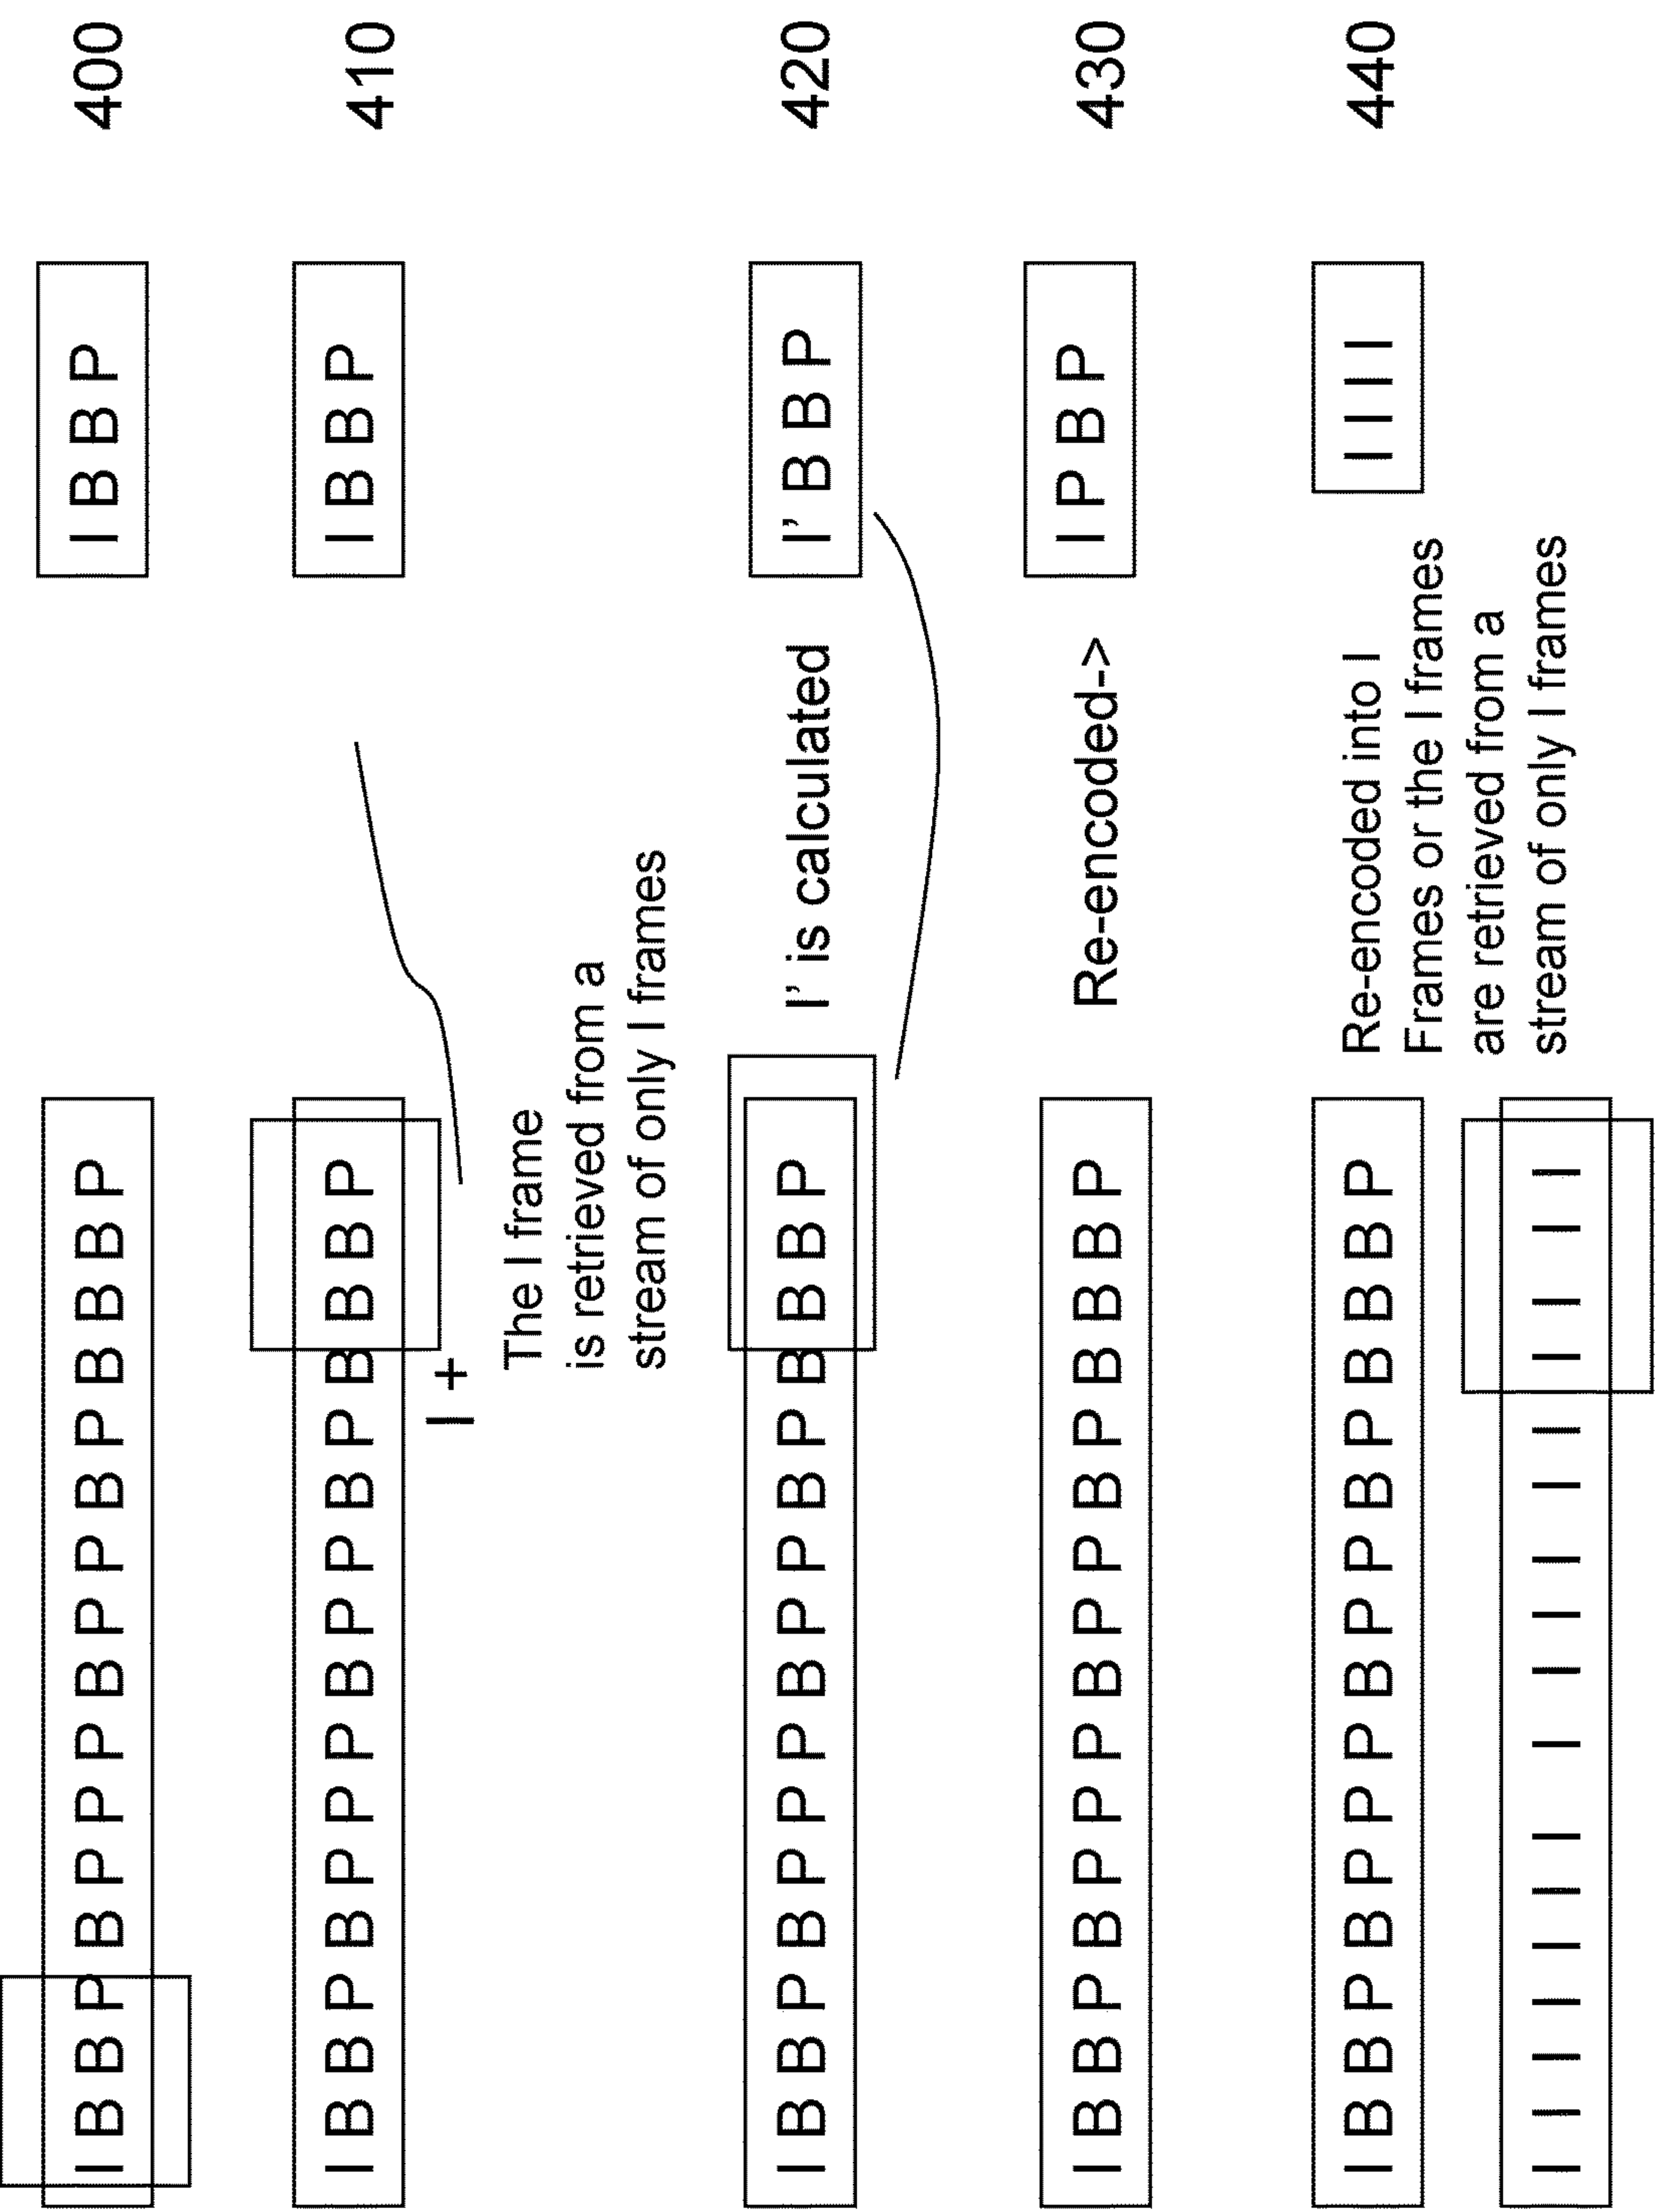 I B B P B P P P B P P B P B B B P I B B P 400
I B B P B P P P B P P B P B B B P I B B P 410
I +
The I frame
is retrieved from a
stream of only I frames
I B B P B P P P B P P B P B B B P I' is calculated I' B B P 420
I B B P B P P P B P P B P B B B P Re-encoded-> I P B P 430
I B B P B P P P B P P B P B B B P I I I I 440
Re-encoded into I
Frames or the I frames
are retrieved from a
stream of only I frames
I I I I I I I I I I I I I I I I I